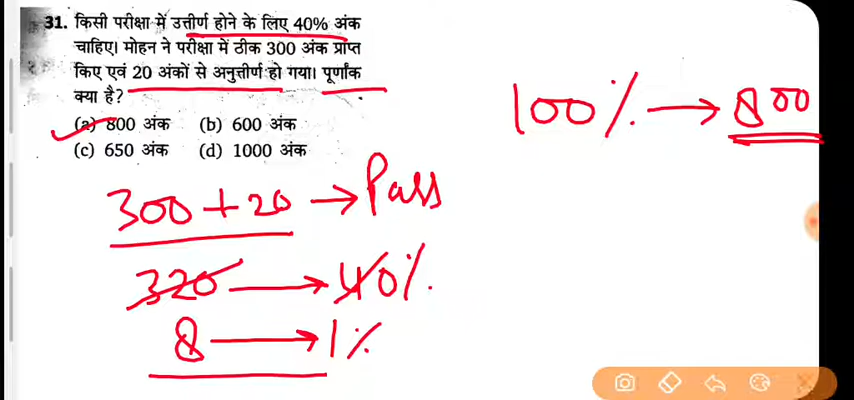 31. किसी परीक्षा में उत्तीर्ण होने के लिए 40% अंक
चाहिए। मोहन ने परीक्षा में ठीक 300 अंक प्राप्त
किए एवं 20 अंकों से अनुत्तीर्ण हो गया। पूर्णांक
क्या है?
(a) 800 अंक (b) 600 अंक
(c) 650 अंक (d) 1000 अंक
100% → 800
300 + 20 → Pass
320 → 40%
8 → 1%